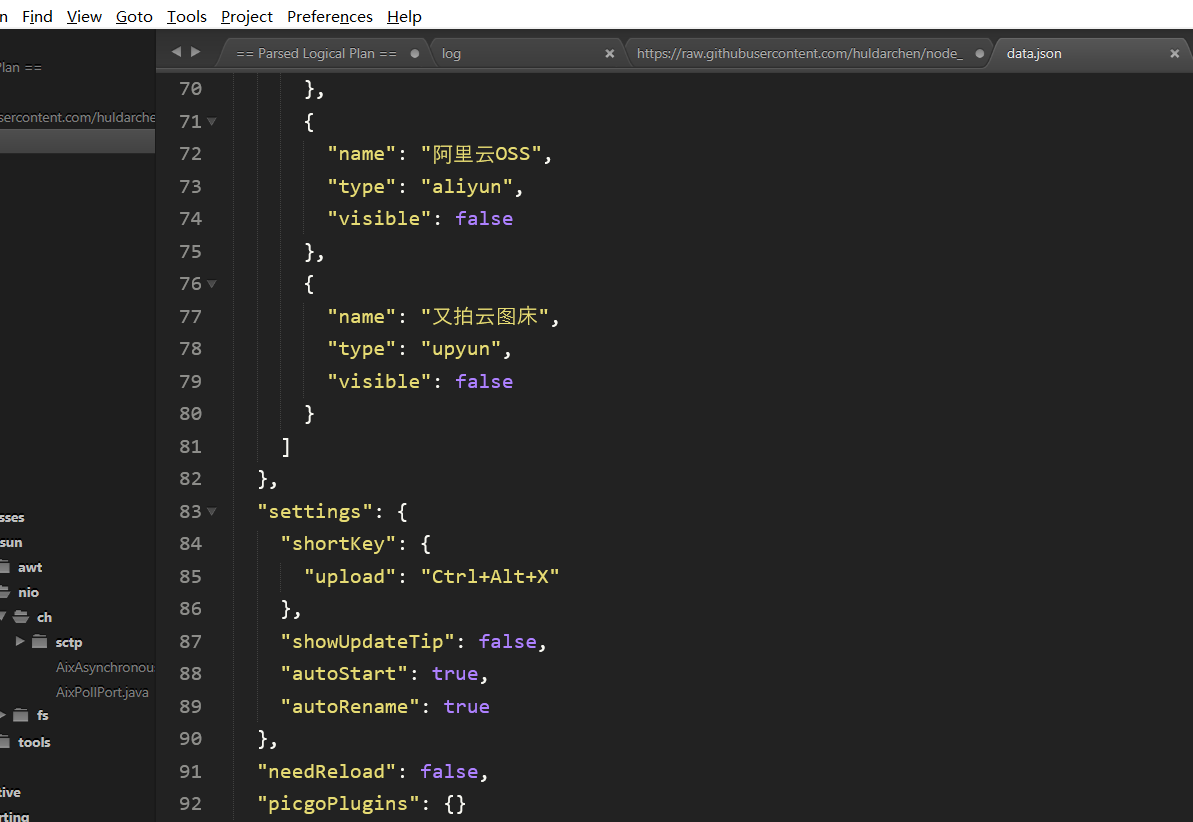 n Find View Goto Tools Project Preferences Help
== Parsed Logical Plan == log https://raw.githubusercontent.com/huldarchen/node_ data.json
Plan ==
sercontent.com/huldarche
70 },
71 {
72 "name": "阿里云OSS",
73 "type": "aliyun",
74 "visible": false
75 },
76 {
77 "name": "又拍云图床",
78 "type": "upyun",
79 "visible": false
80 }
81 ]
82 },
83 "settings": {
84 "shortKey": {
85 "upload": "Ctrl+Alt+X"
86 },
87 "showUpdateTip": false,
88 "autoStart": true,
89 "autoRename": true
90 },
91 "needReload": false,
92 "picgoPlugins": {}
sses
sun
awt
nio
ch
sctp
AixAsynchronou
AixPollPort.java
fs
tools
tive
rting